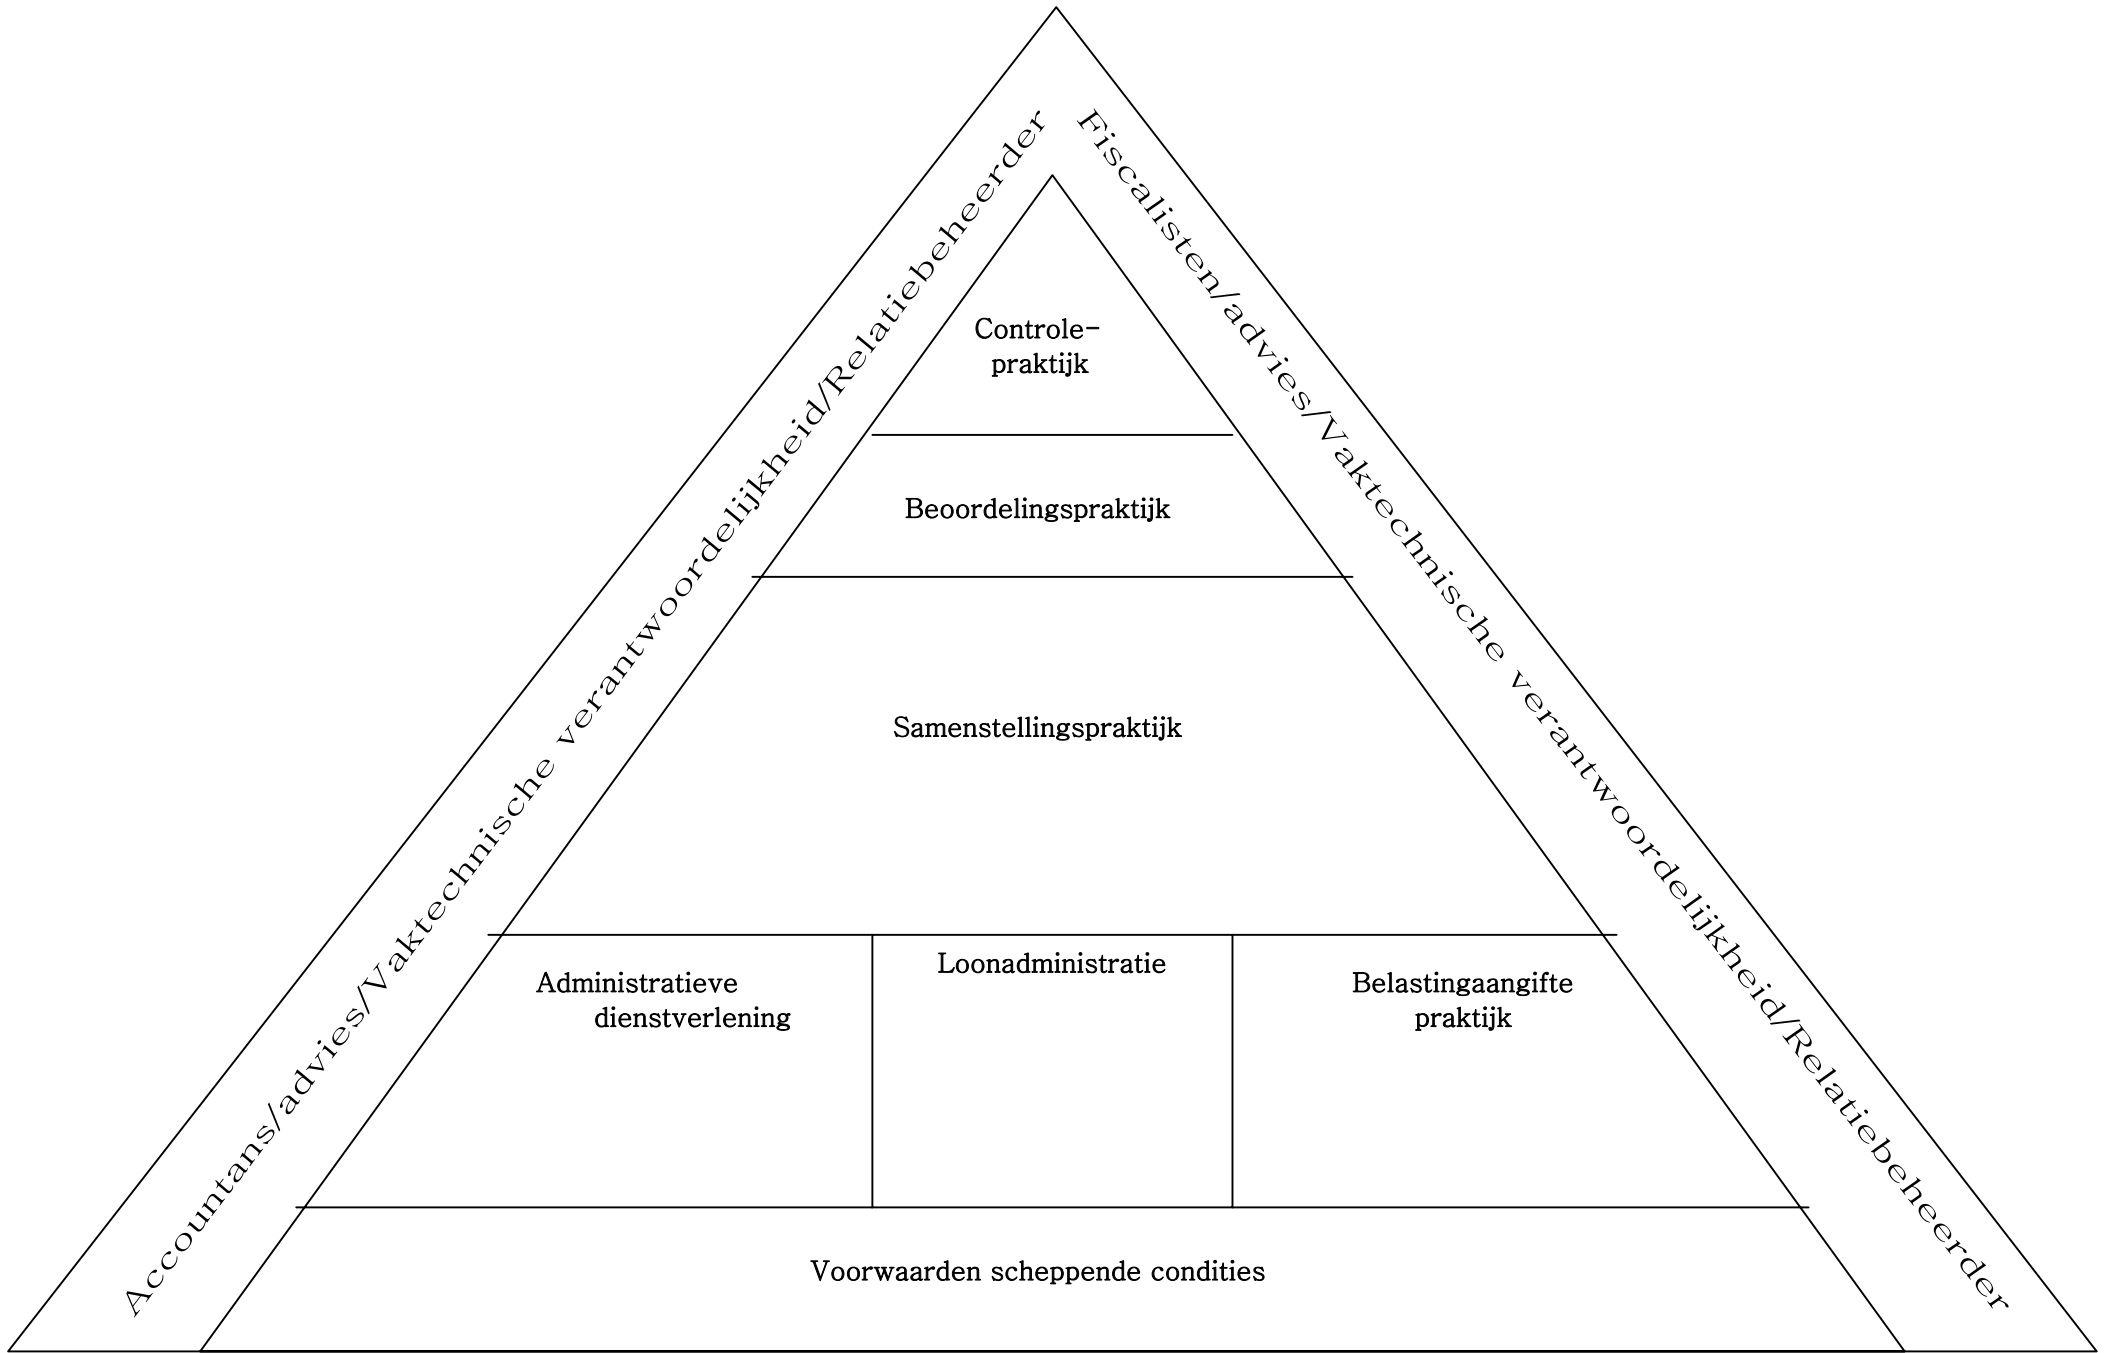 Accountans/advies/Vaktechnische verantwoordelijkheid/Relatiebeheerder
Fiscalisten/advies/Vaktechnische verantwoordelijkheid/Relatiebeheerder
Controle-
praktijk
Beoordelingspraktijk
Samenstellingspraktijk
Administratieve
dienstverlening
Loonadministratie
Belastingaangifte
praktijk
Voorwaarden scheppende condities